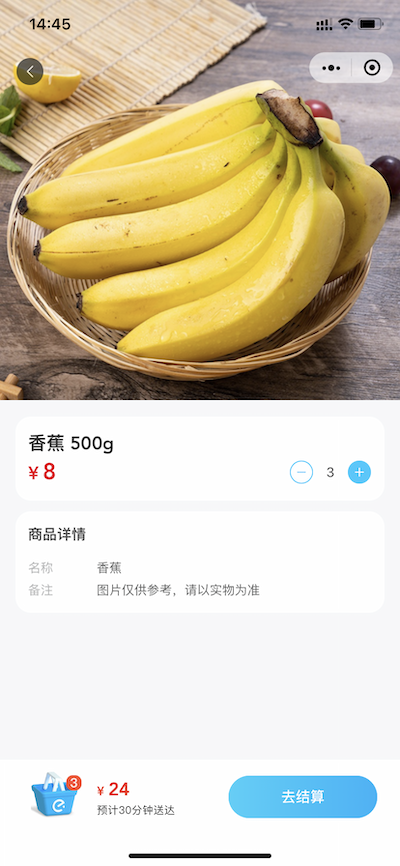 14:45
香蕉 500g
¥ 8
3
商品详情
名称 香蕉
备注 图片仅供参考，请以实物为准
3
¥ 24
预计30分钟送达
去结算